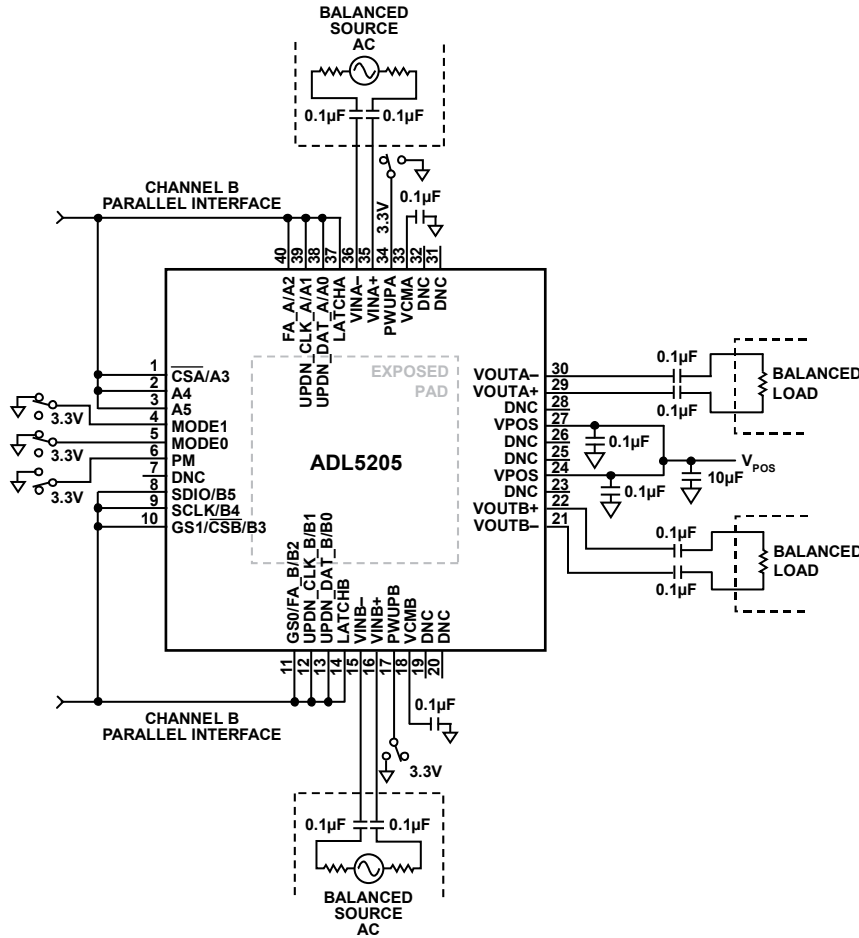 BALANCED
SOURCE
AC
0.1µF
0.1µF
CHANNEL B
PARALLEL INTERFACE
3.3V
0.1µF
40
39
38
37
36
35
34
33
32
31
FA_A/A2
UPDN_CLK_A/A1
UPDN_DAT_A/A0
LATCHA
VINA–
VINA+
PWUPA
VCMA
DNC
DNC
1
CSA/A3
2
A4
3
A5
4
MODE1
5
MODE0
6
PM
7
DNC
8
SDIO/B5
9
SCLK/B4
10
GS1/CSB/B3
3.3V
3.3V
3.3V
EXPOSED
PAD
ADL5205
VOUTA–
30
VOUTA+
29
DNC
28
VPOS
27
DNC
26
DNC
25
VPOS
24
DNC
23
VOUTB+
22
VOUTB–
21
0.1µF
0.1µF
BALANCED
LOAD
0.1µF
0.1µF
10µF
VPOS
0.1µF
0.1µF
BALANCED
LOAD
GS0/FA_B/B2
UPDN_CLK_B/B1
UPDN_DAT_B/B0
LATCHB
VINB–
VINB+
PWUPB
VCMB
DNC
DNC
11
12
13
14
15
16
17
18
19
20
CHANNEL B
PARALLEL INTERFACE
0.1µF
3.3V
0.1µF
0.1µF
BALANCED
SOURCE
AC